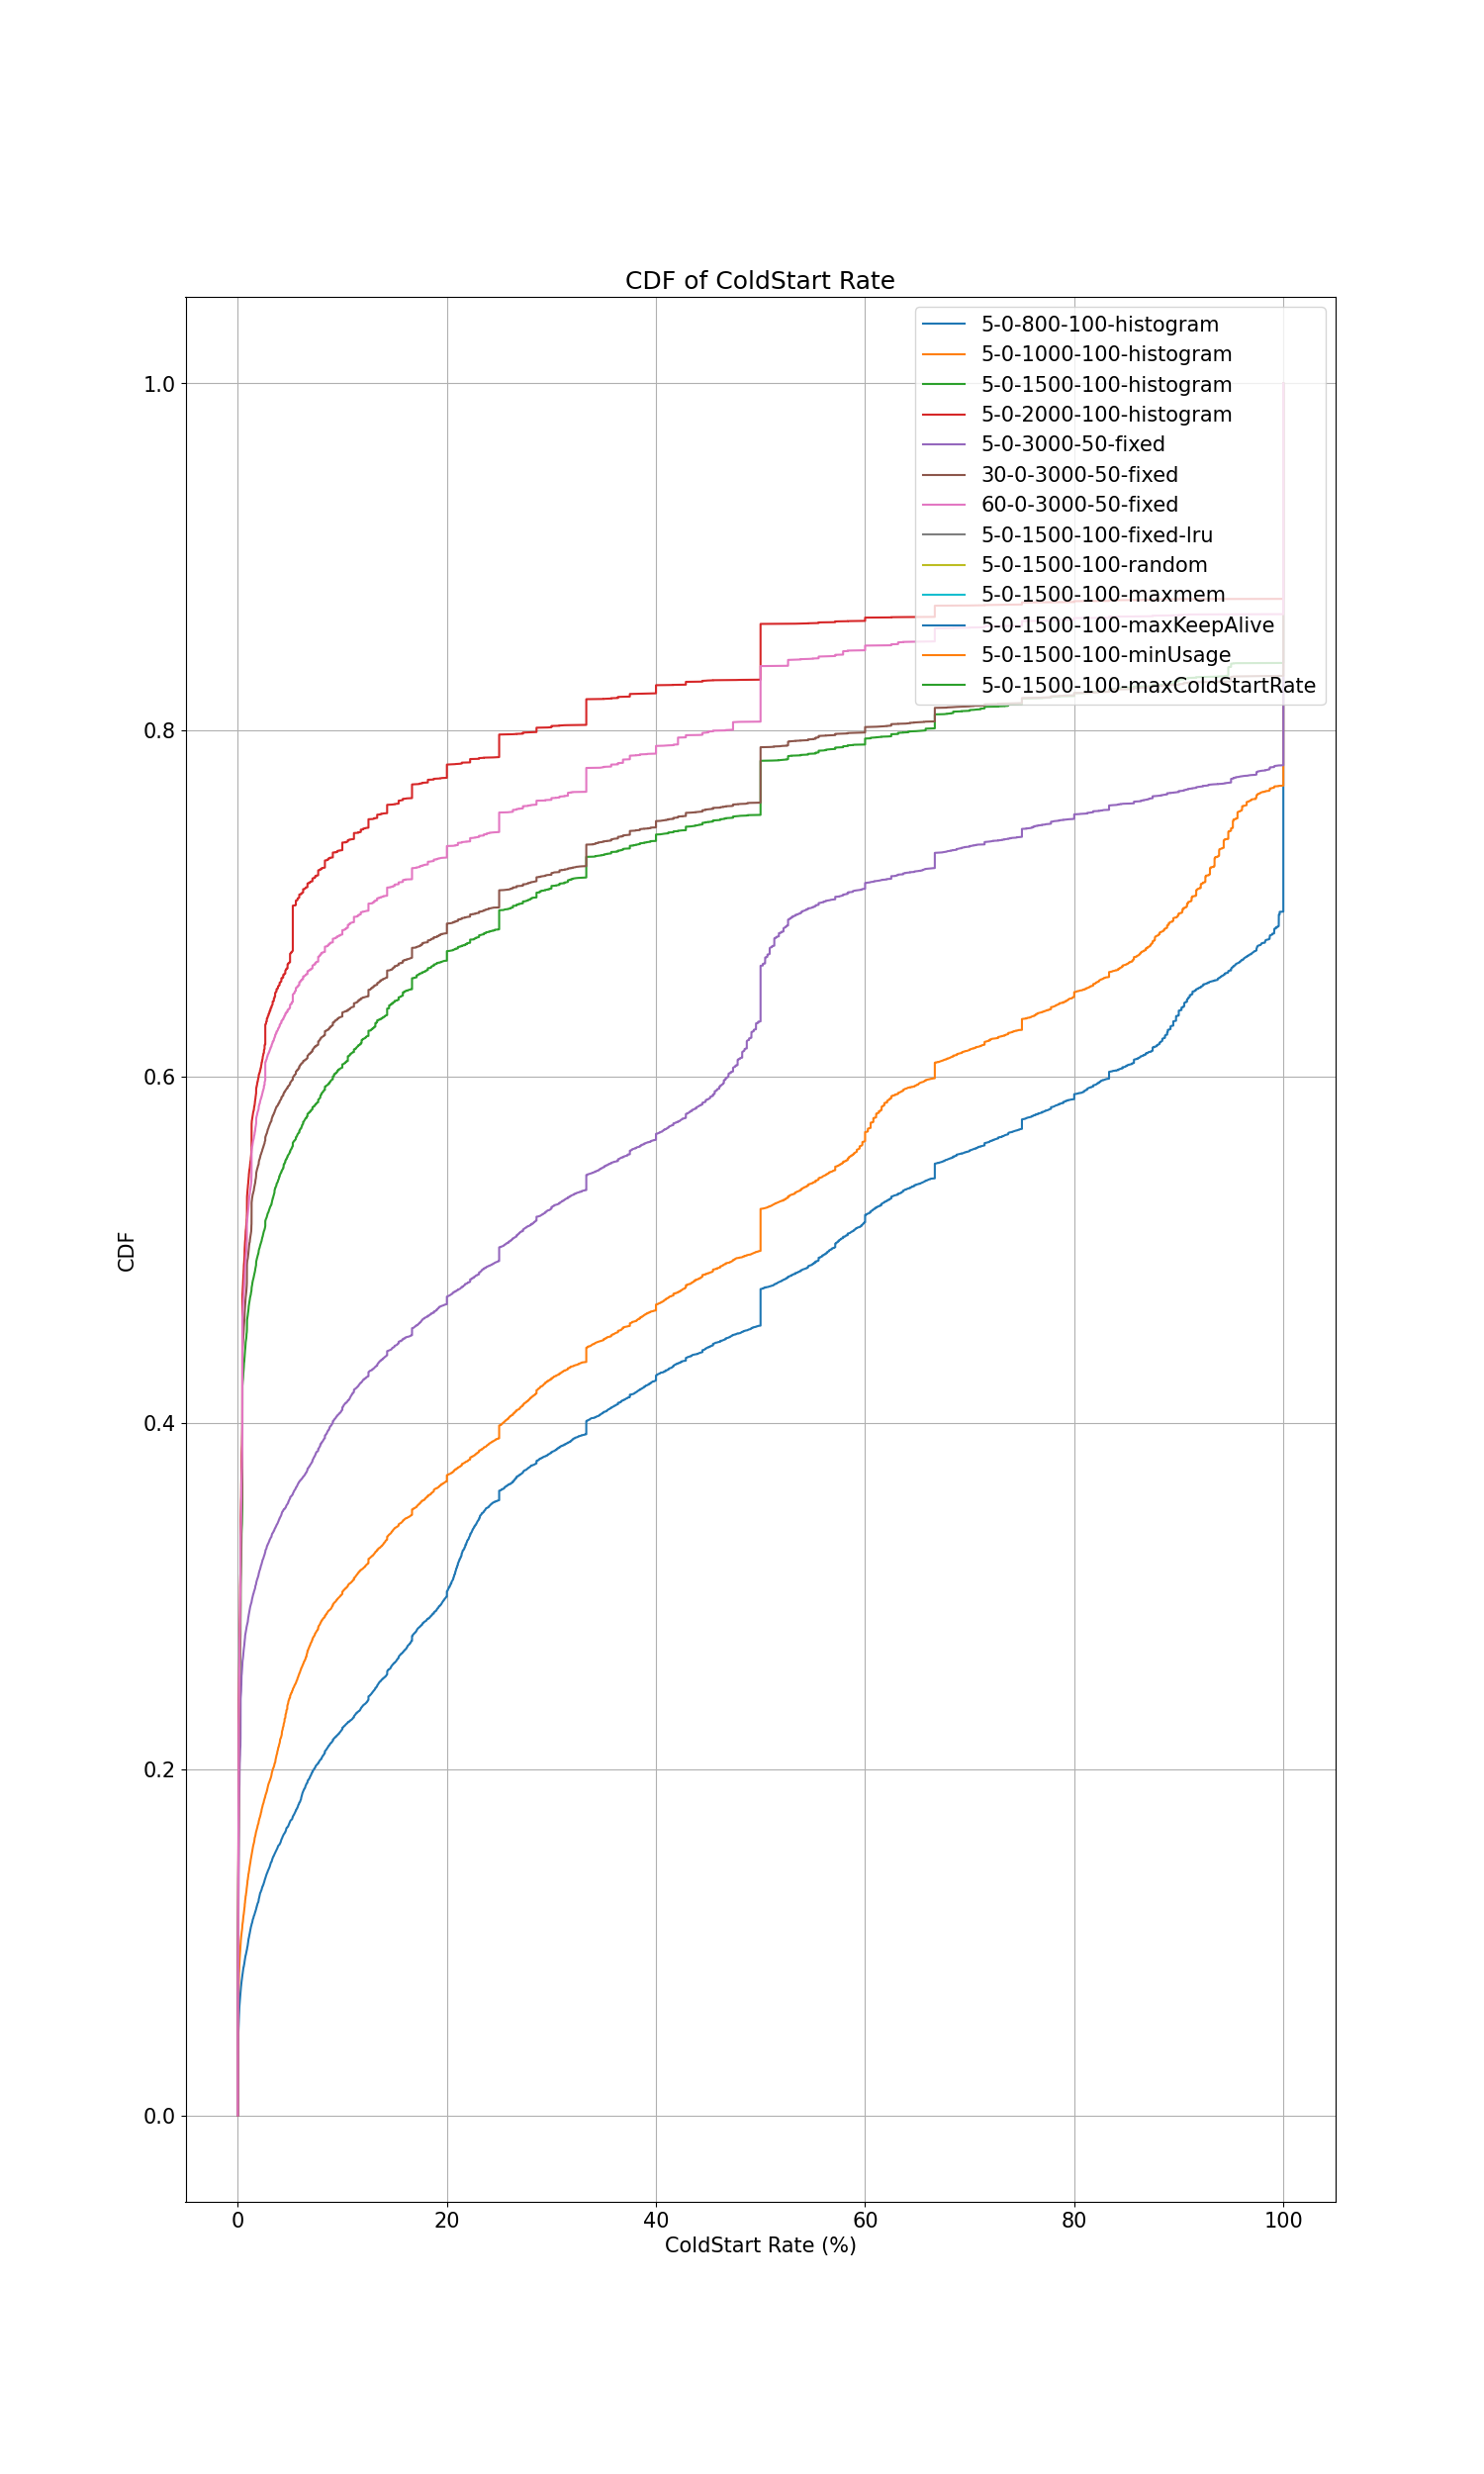 CDF of ColdStart Rate
5-0-800-100-histogram
5-0-1000-100-histogram
5-0-1500-100-histogram
5-0-2000-100-histogram
5-0-3000-50-fixed
30-0-3000-50-fixed
60-0-3000-50-fixed
5-0-1500-100-fixed-lru
5-0-1500-100-random
5-0-1500-100-maxmem
5-0-1500-100-maxKeepAlive
5-0-1500-100-minUsage
5-0-1500-100-maxColdStartRate
1.0
0.8
0.6
CDF
0.4
0.2
0.0
0 20 40 60 80 100
ColdStart Rate (%)